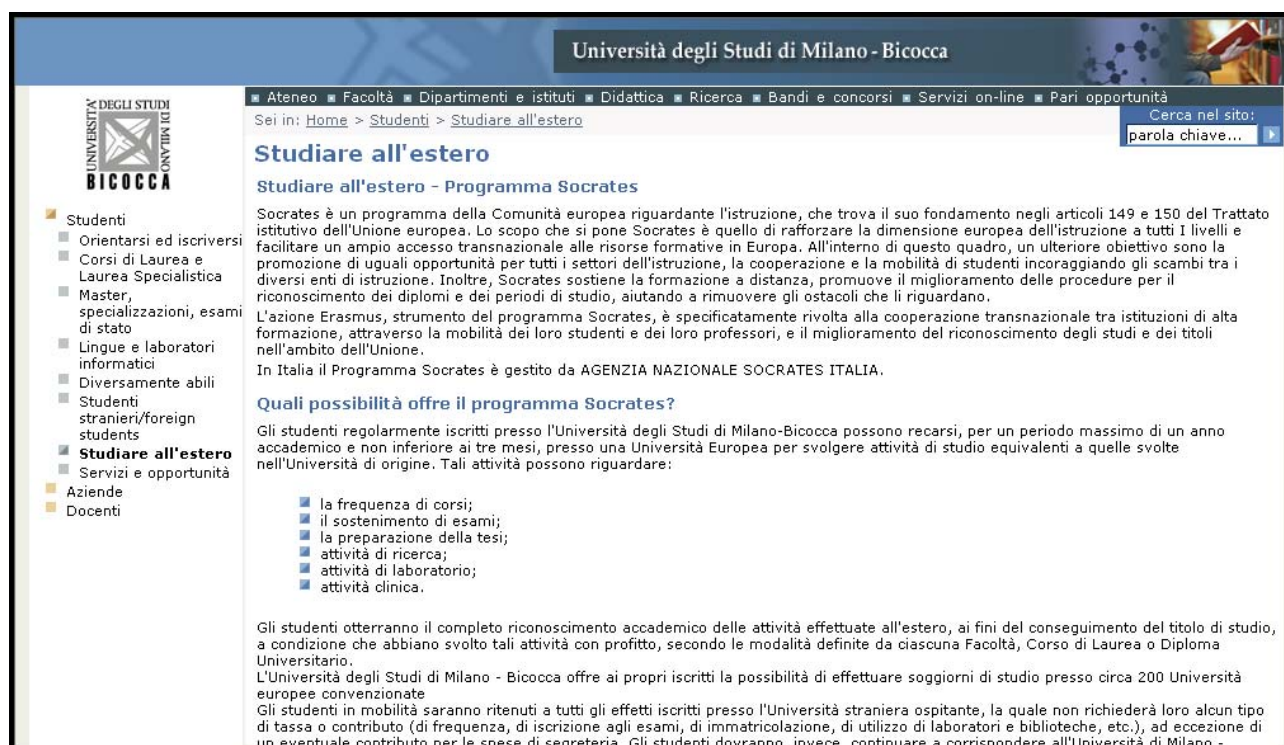 Università degli Studi di Milano - Bicocca
Ateneo Facoltà Dipartimenti e istituti Didattica Ricerca Bandi e concorsi Servizi on-line Pari opportunità
Sei in: Home > Studenti > Studiare all'estero
Cerca nel sito:
parola chiave...
UNIVERSITÀ DEGLI STUDI DI MILANO
BICOCCA
Studenti
Orientarsi ed iscriversi
Corsi di Laurea e
Laurea Specialistica
Master,
specializzazioni, esami
di stato
Lingue e laboratori
informatici
Diversamente abili
Studenti
stranieri/foreign
students
Studiare all'estero
Servizi e opportunità
Aziende
Docenti
Studiare all'estero
Studiare all'estero - Programma Socrates
Socrates è un programma della Comunità europea riguardante l'istruzione, che trova il suo fondamento negli articoli 149 e 150 del Trattato
istitutivo dell'Unione europea. Lo scopo che si pone Socrates è quello di rafforzare la dimensione europea dell'istruzione a tutti I livelli e
facilitare un ampio accesso transnazionale alle risorse formative in Europa. All'interno di questo quadro, un ulteriore obiettivo sono la
promozione di uguali opportunità per tutti i settori dell'istruzione, la cooperazione e la mobilità di studenti incoraggiando gli scambi tra i
diversi enti di istruzione. Inoltre, Socrates sostiene la formazione a distanza, promuove il miglioramento delle procedure per il
riconoscimento dei diplomi e dei periodi di studio, aiutando a rimuovere gli ostacoli che li riguardano.
L'azione Erasmus, strumento del programma Socrates, è specificatamente rivolta alla cooperazione transnazionale tra istituzioni di alta
formazione, attraverso la mobilità dei loro studenti e dei loro professori, e il miglioramento del riconoscimento degli studi e dei titoli
nell'ambito dell'Unione.
In Italia il Programma Socrates è gestito da AGENZIA NAZIONALE SOCRATES ITALIA.
Quali possibilità offre il programma Socrates?
Gli studenti regolarmente iscritti presso l'Università degli Studi di Milano-Bicocca possono recarsi, per un periodo massimo di un anno
accademico e non inferiore ai tre mesi, presso una Università Europea per svolgere attività di studio equivalenti a quelle svolte
nell'Università di origine. Tali attività possono riguardare:
la frequenza di corsi;
il sostenimento di esami;
la preparazione della tesi;
attività di ricerca;
attività di laboratorio;
attività clinica.
Gli studenti otterranno il completo riconoscimento accademico delle attività effettuate all'estero, ai fini del conseguimento del titolo di studio,
a condizione che abbiano svolto tali attività con profitto, secondo le modalità definite da ciascuna Facoltà, Corso di Laurea o Diploma
Universitario.
L'Università degli Studi di Milano - Bicocca offre ai propri iscritti la possibilità di effettuare soggiorni di studio presso circa 200 Università
europee convenzionate
Gli studenti in mobilità saranno ritenuti a tutti gli effetti iscritti presso l'Università straniera ospitante, la quale non richiederà loro alcun tipo
di tassa o contributo (di frequenza, di iscrizione agli esami, di immatricolazione, di utilizzo di laboratori e biblioteche, etc.), ad eccezione di
un eventuale contributo per le spese di segreteria. Gli studenti dovranno, invece, continuare a corrispondere all'Università di Milano -